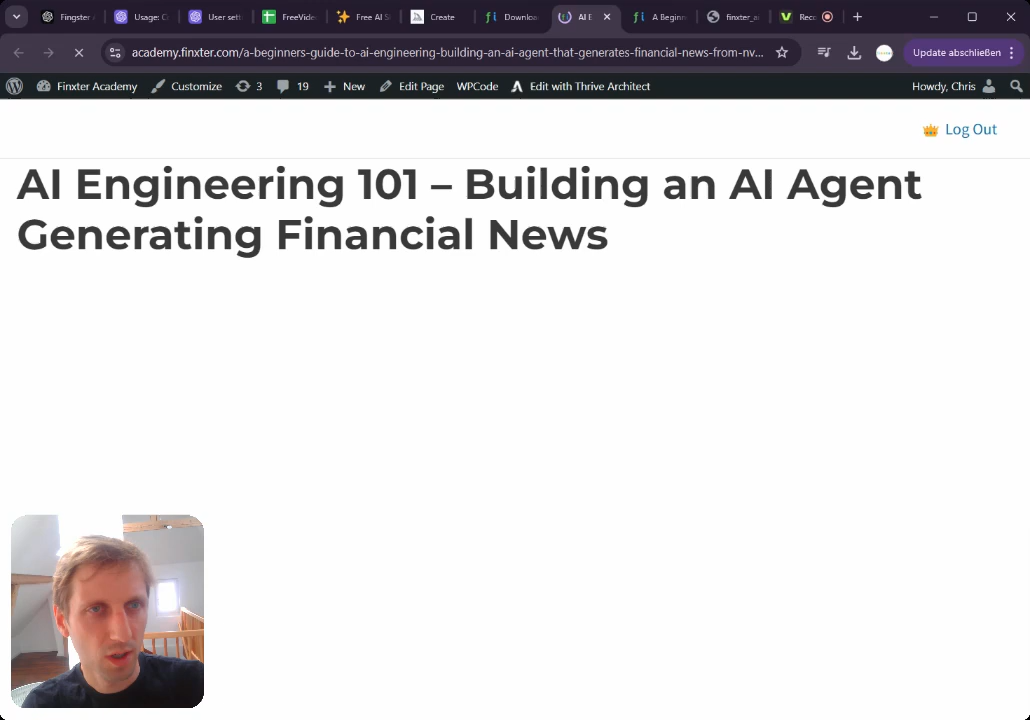 Fingster
Usage: C
User sett
FreeVide
Free AI S
Create
Downloa
AI E
A Beginn
finxter_a
Reco
academy.finxter.com/a-beginners-guide-to-ai-engineering-building-an-ai-agent-that-generates-financial-news-from-nv...
Update abschließen
Finxter Academy
Customize
3
19
New
Edit Page
WPCode
Edit with Thrive Architect
Howdy, Chris
Log Out
AI Engineering 101 – Building an AI Agent
Generating Financial News